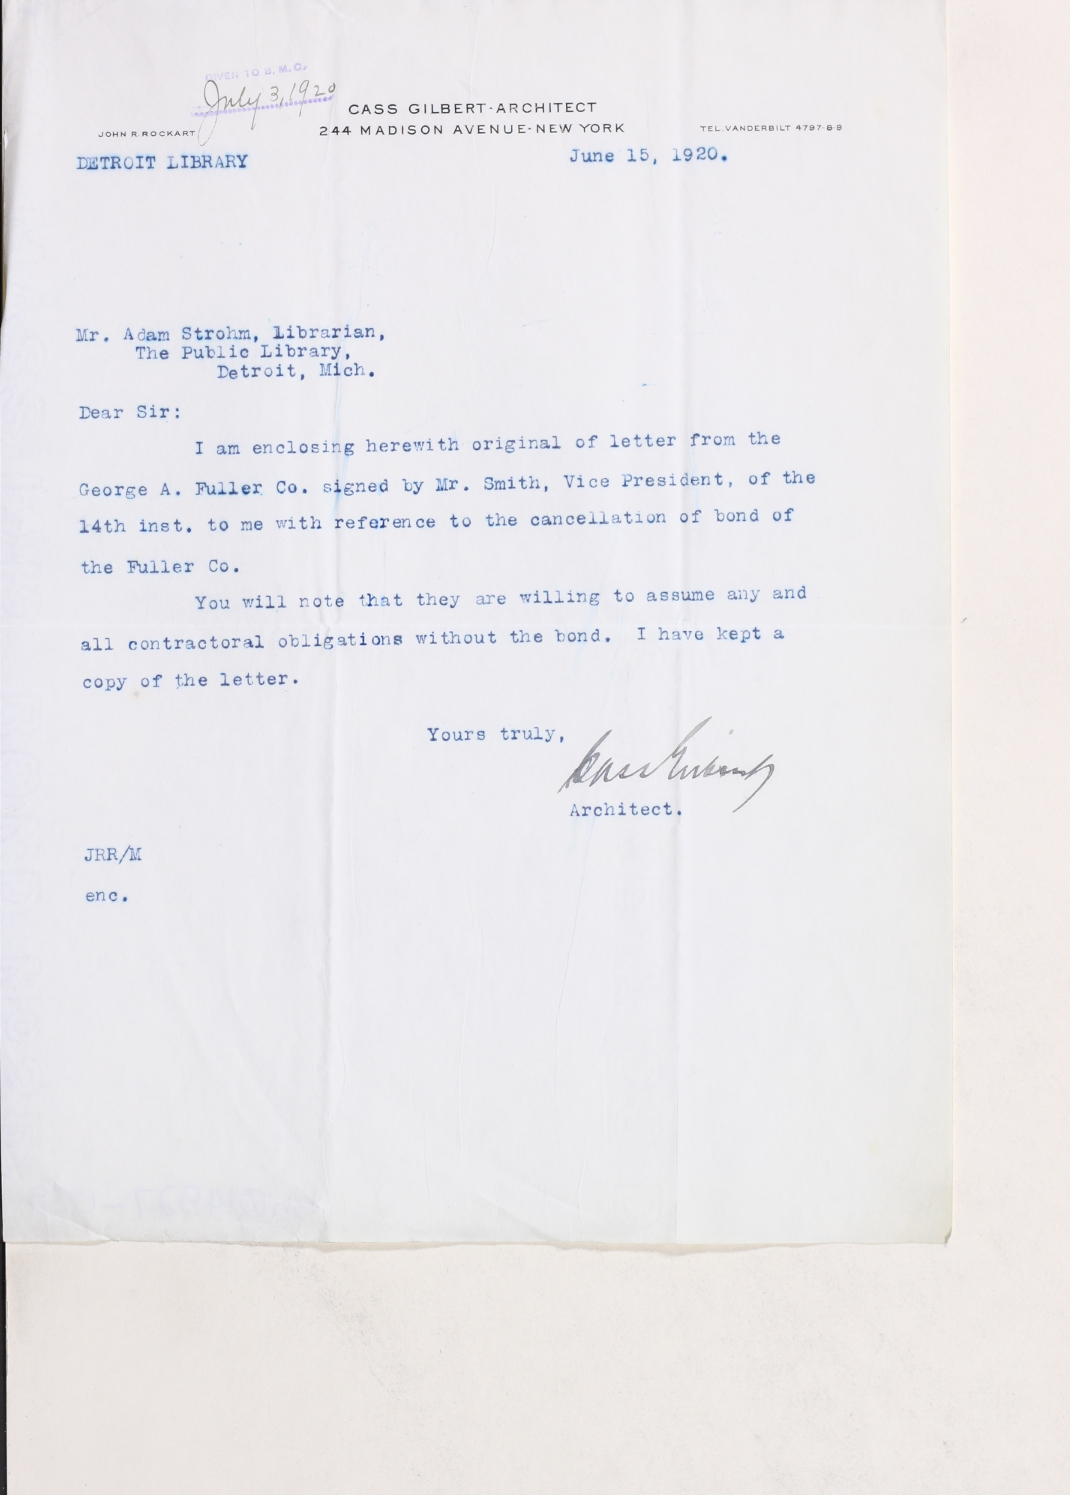 GIVEN TO B. M. C.
July 3, 1920
CASS GILBERT-ARCHITECT
JOHN R. ROCKART
244 MADISON AVENUE-NEW YORK
TEL. VANDERBILT 4797-8-9
DETROIT LIBRARY
June 15, 1920.
Mr. Adam Strohm, Librarian,
The Public Library,
Detroit, Mich.
Dear Sir:
I am enclosing herewith original of letter from the
George A. Fuller Co. signed by Mr. Smith, Vice President, of the
14th inst. to me with reference to the cancellation of bond of
the Fuller Co.
You will note that they are willing to assume any and
all contractoral obligations without the bond. I have kept a
copy of the letter.
Yours truly,
Cass Gilbert
Architect.
JRR/M
enc.